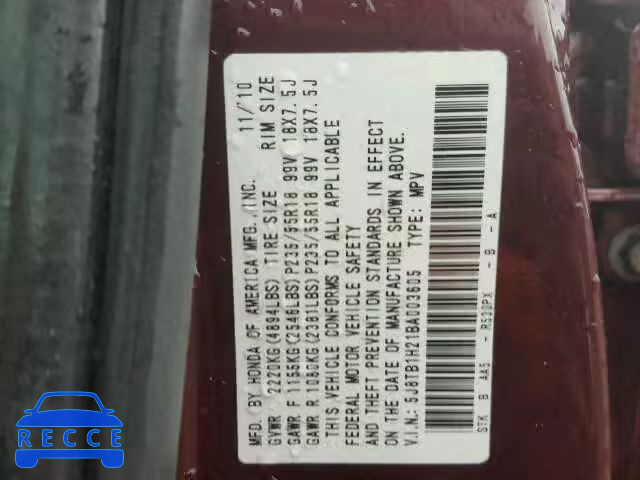 MFD. BY HONDA OF AMERICA MFG., INC. 11/10
GVWR 2220KG(4894LBS) TIRE SIZE RIM SIZE
GAWR F 1155KG(2546LBS)P235/55R18 99V 18X7.5J
GAWR R 1080KG(2381LBS)P235/55R18 99V 18X7.5J
THIS VEHICLE CONFORMS TO ALL APPLICABLE
FEDERAL MOTOR VEHICLE SAFETY
AND THEFT PREVENTION STANDARDS IN EFFECT
ON THE DATE OF MANUFACTURE SHOWN ABOVE.
V.I.N.: 5J8TB1H21BA003605 TYPE: MPV
STK B AA5 - R530PX - B - A
RECCE